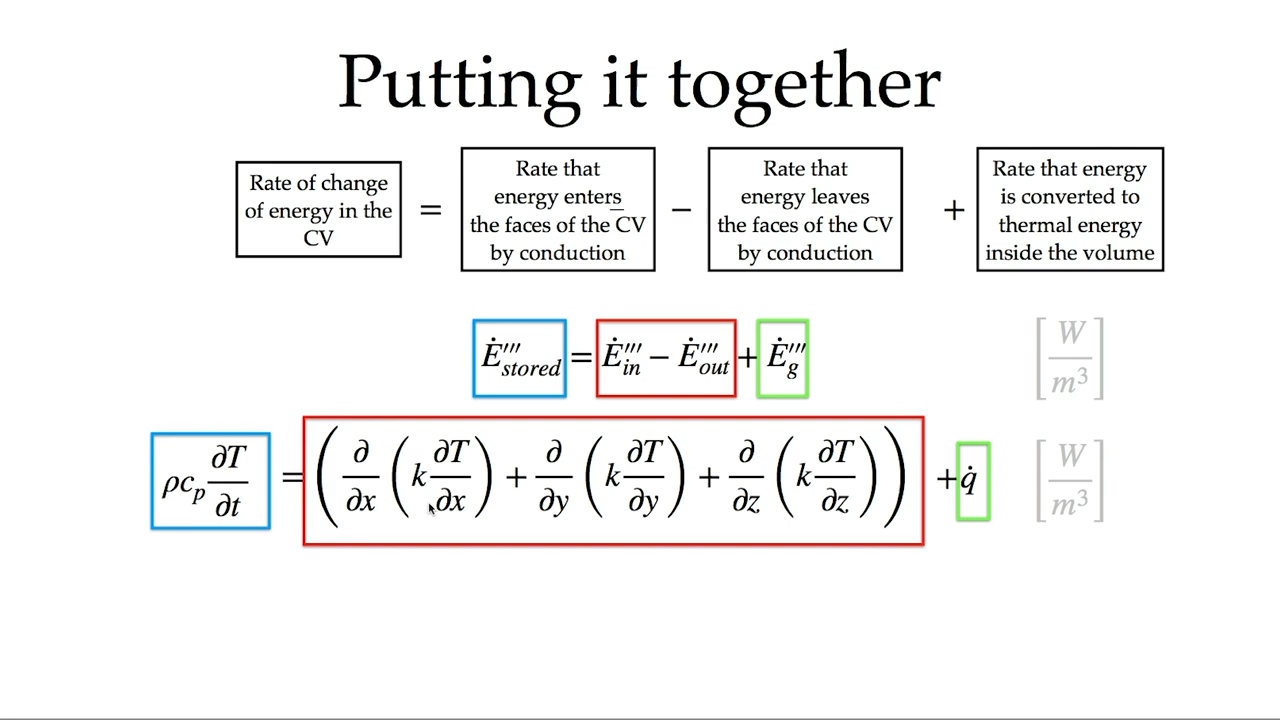 Putting it together
Rate of change
of energy in the
CV
=
Rate that
energy enters
the faces of the CV
by conduction
−
Rate that
energy leaves
the faces of the CV
by conduction
+
Rate that energy
is converted to
thermal energy
inside the volume
Ė‴stored = Ė‴in − Ė‴out + Ė‴g [W/m³]
ρc_p ∂T/∂t = (∂/∂x (k ∂T/∂x) + ∂/∂y (k ∂T/∂y) + ∂/∂z (k ∂T/∂z)) + q̇ [W/m³]